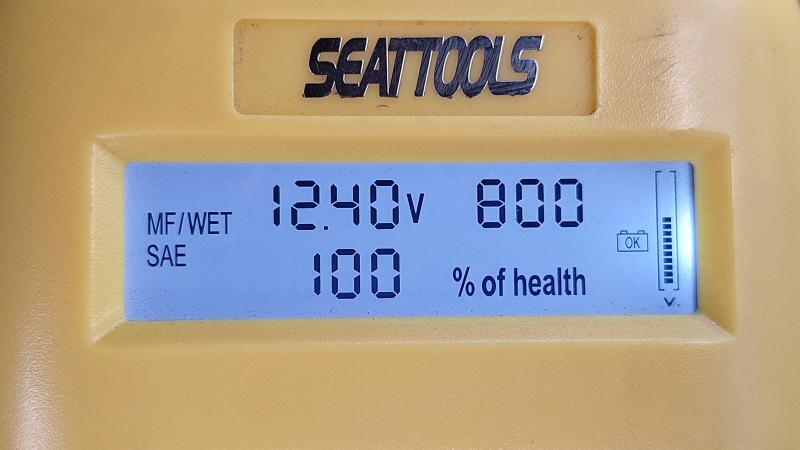 SEATTOOLS
MF/WET 12.40V 800
SAE 100 % of health
OK
V